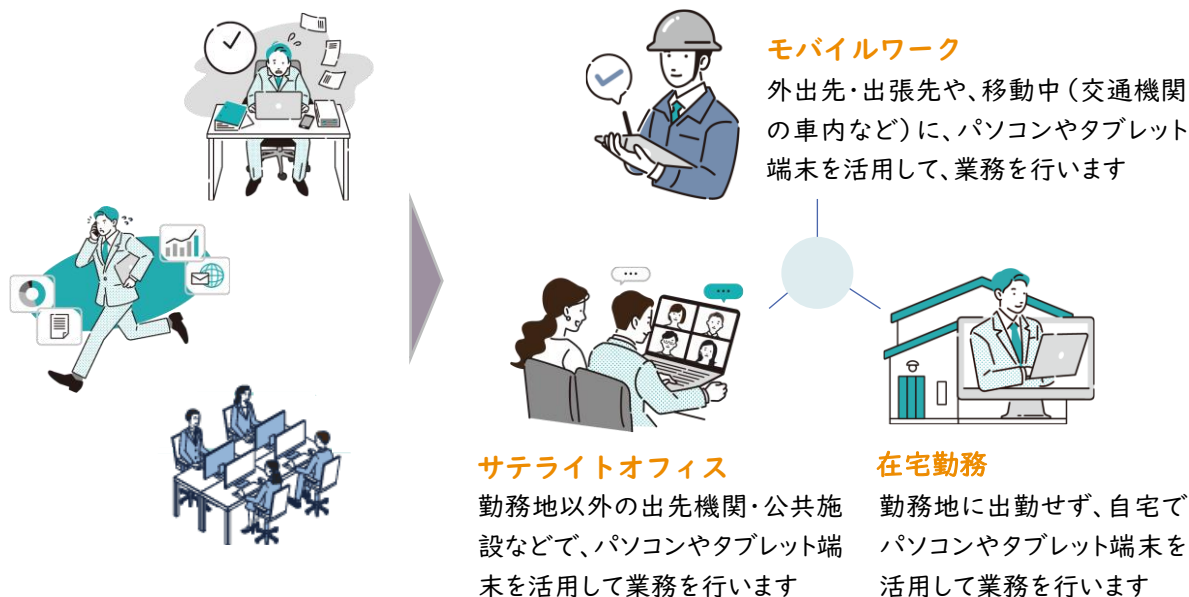 モバイルワーク
外出先・出張先や、移動中（交通機関
の車内など）に、パソコンやタブレット
端末を活用して、業務を行います
サテライトオフィス
勤務地以外の出先機関・公共施
設などで、パソコンやタブレット端
末を活用して業務を行います
在宅勤務
勤務地に出勤せず、自宅で
パソコンやタブレット端末を
活用して業務を行います